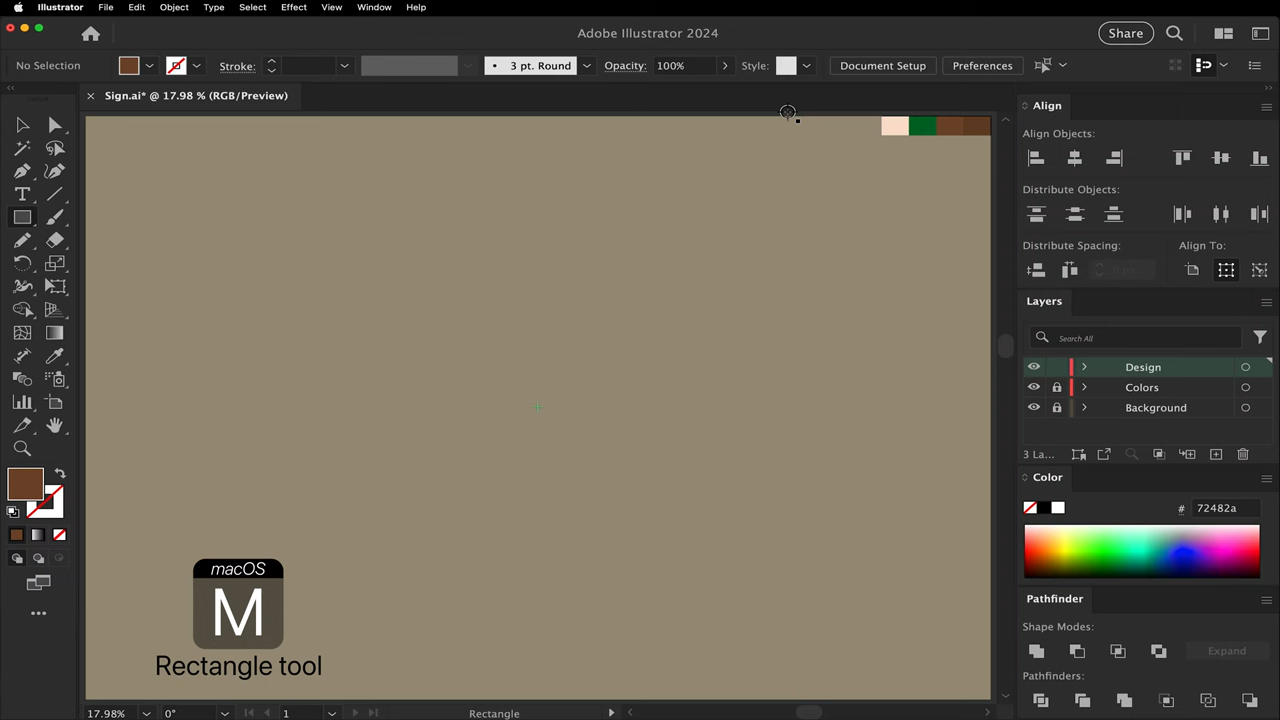 Illustrator File Edit Object Type Select Effect View Window Help
Adobe Illustrator 2024
Share
No Selection
Stroke:
3 pt. Round
Opacity: 100%
Style:
Document Setup
Preferences
Sign.ai* @ 17.98 % (RGB/Preview)
Align
Align Objects:
Distribute Objects:
Distribute Spacing:
Align To:
0 px
Layers
Search All
Design
Colors
Background
3 La...
Color
# 72482a
Pathfinder
Shape Modes:
Expand
Pathfinders:
macOS
M
Rectangle tool
17.98%
0°
1
Rectangle